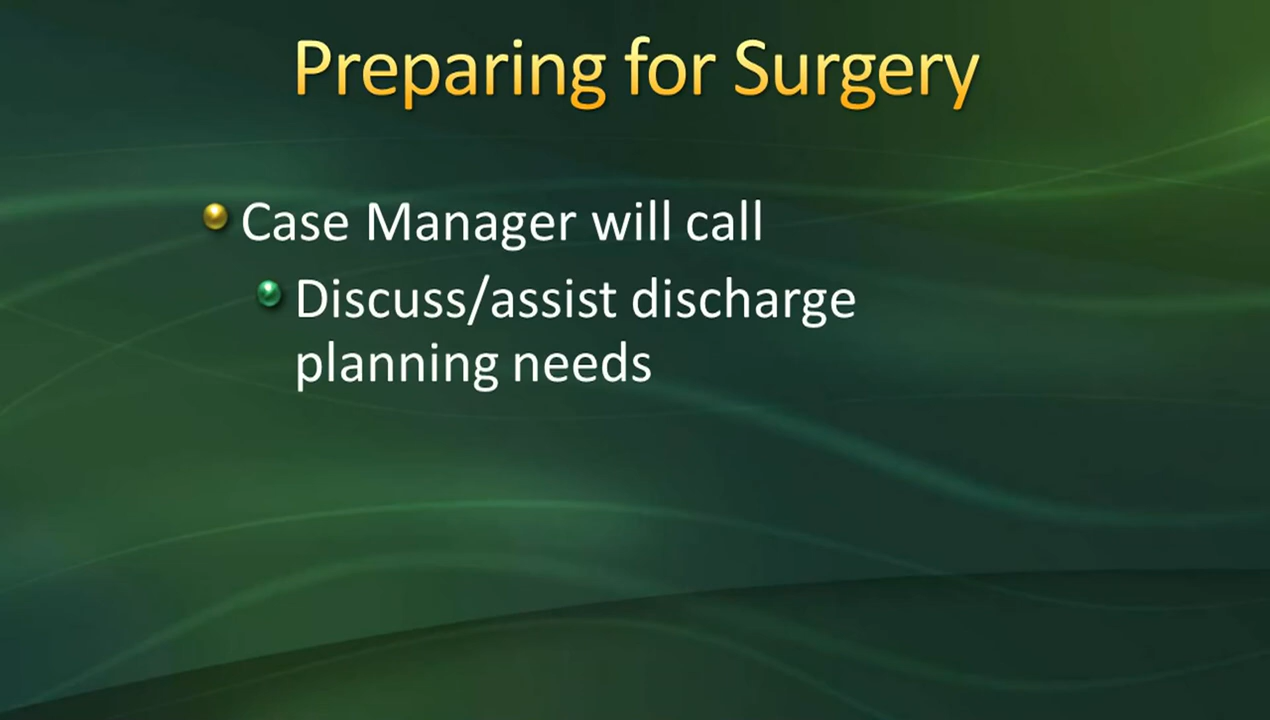 Preparing for Surgery
Case Manager will call
Discuss/assist discharge
planning needs